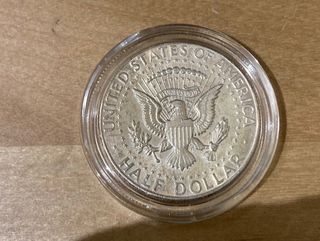 UNITED STATES OF AMERICA
HALF DOLLAR